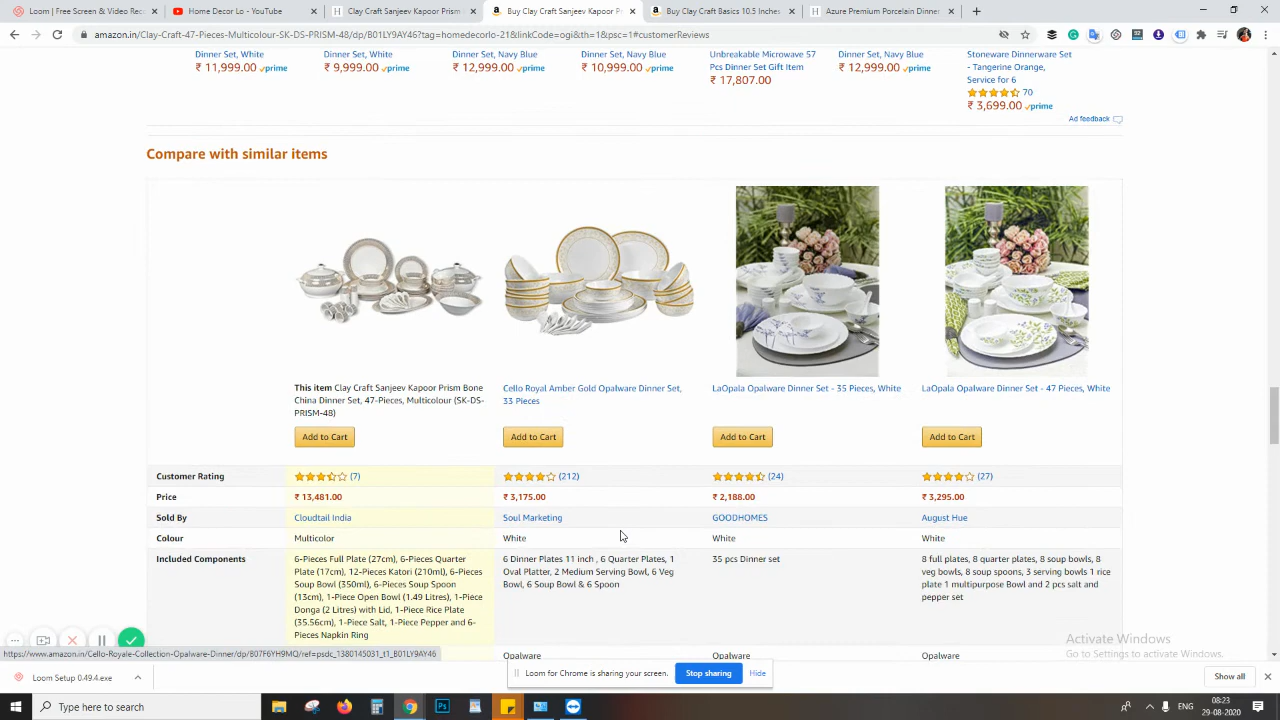 Free Screen & Video Rec
Home Decor Lo - YouTube
Clay Craft Sanjeev Kapoor P
Buy Clay Craft Sanjeev Kapoor P
Buy Clay Craft Basics 10.5 Inches
Azure Porcelain Dinner
amazon.in/Clay-Craft-47-Pieces-Multicolour-SK-DS-PRISM-48/dp/B01LY9AY46?tag=homedecorlo-21&linkCode=ogi&th=1&psc=1#customerReviews
Dinner Set, White
₹ 11,999.00 prime
Dinner Set, White
₹ 9,999.00 prime
Dinner Set, Navy Blue
₹ 12,999.00 prime
Dinner Set, Navy Blue
₹ 10,999.00 prime
Unbreakable Microwave 57
Pcs Dinner Set Gift Item
₹ 17,807.00
Dinner Set, Navy Blue
₹ 12,999.00 prime
Stoneware Dinnerware Set
- Tangerine Orange,
Service for 6
70
₹ 3,699.00 prime
Ad feedback
Compare with similar items
This item Clay Craft Sanjeev Kapoor Prism Bone
China Dinner Set, 47-Pieces, Multicolour (SK-DS-
PRISM-48)
Cello Royal Amber Gold Opalware Dinner Set,
33 Pieces
LaOpala Opalware Dinner Set - 35 Pieces, White
LaOpala Opalware Dinner Set - 47 Pieces, White
Add to Cart
Add to Cart
Add to Cart
Add to Cart
Customer Rating (7) (212) (24) (27)
Price ₹ 13,481.00 ₹ 3,175.00 ₹ 2,188.00 ₹ 3,295.00
Sold By Cloudtail India Soul Marketing GOODHOMES August Hue
Colour Multicolor White White White
Included Components
6-Pieces Full Plate (27cm), 6-Pieces Quarter
Plate (17cm), 12-Pieces Katori (210ml), 6-Pieces
Soup Bowl (350ml), 6-Pieces Soup Spoon
(13cm), 1-Piece Open Bowl (1.49 Litres), 1-Piece
Donga (2 Litres) with Lid, 1-Piece Rice Plate
(35.56cm), 1-Piece Salt, 1-Piece Pepper and 6-
Pieces Napkin Ring
6 Dinner Plates 11 inch , 6 Quarter Plates, 1
Oval Platter, 2 Medium Serving Bowl, 6 Veg
Bowl, 6 Soup Bowl & 6 Spoon
35 pcs Dinner set
8 full plates, 8 quarter plates, 8 soup bowls, 8
veg bowls, 8 soup spoons, 3 serving bowls 1 rice
plate 1 multipurpose Bowl and 2 pcs salt and
pepper set
Opalware Opalware Opalware
Activate Windows
Go to Settings to activate Windows.
https://www.amazon.in/Cello-Royale-Collection-Opalware-Dinner/dp/B07F6YH9MQ/ref=psdc_1380145031_t1_B01LY9AY46
Loom for Chrome is sharing your screen.
Stop sharing
Hide
Loom Setup 0.49.4.exe
Show all
Type here to search
ENG
08:23
29-08-2020